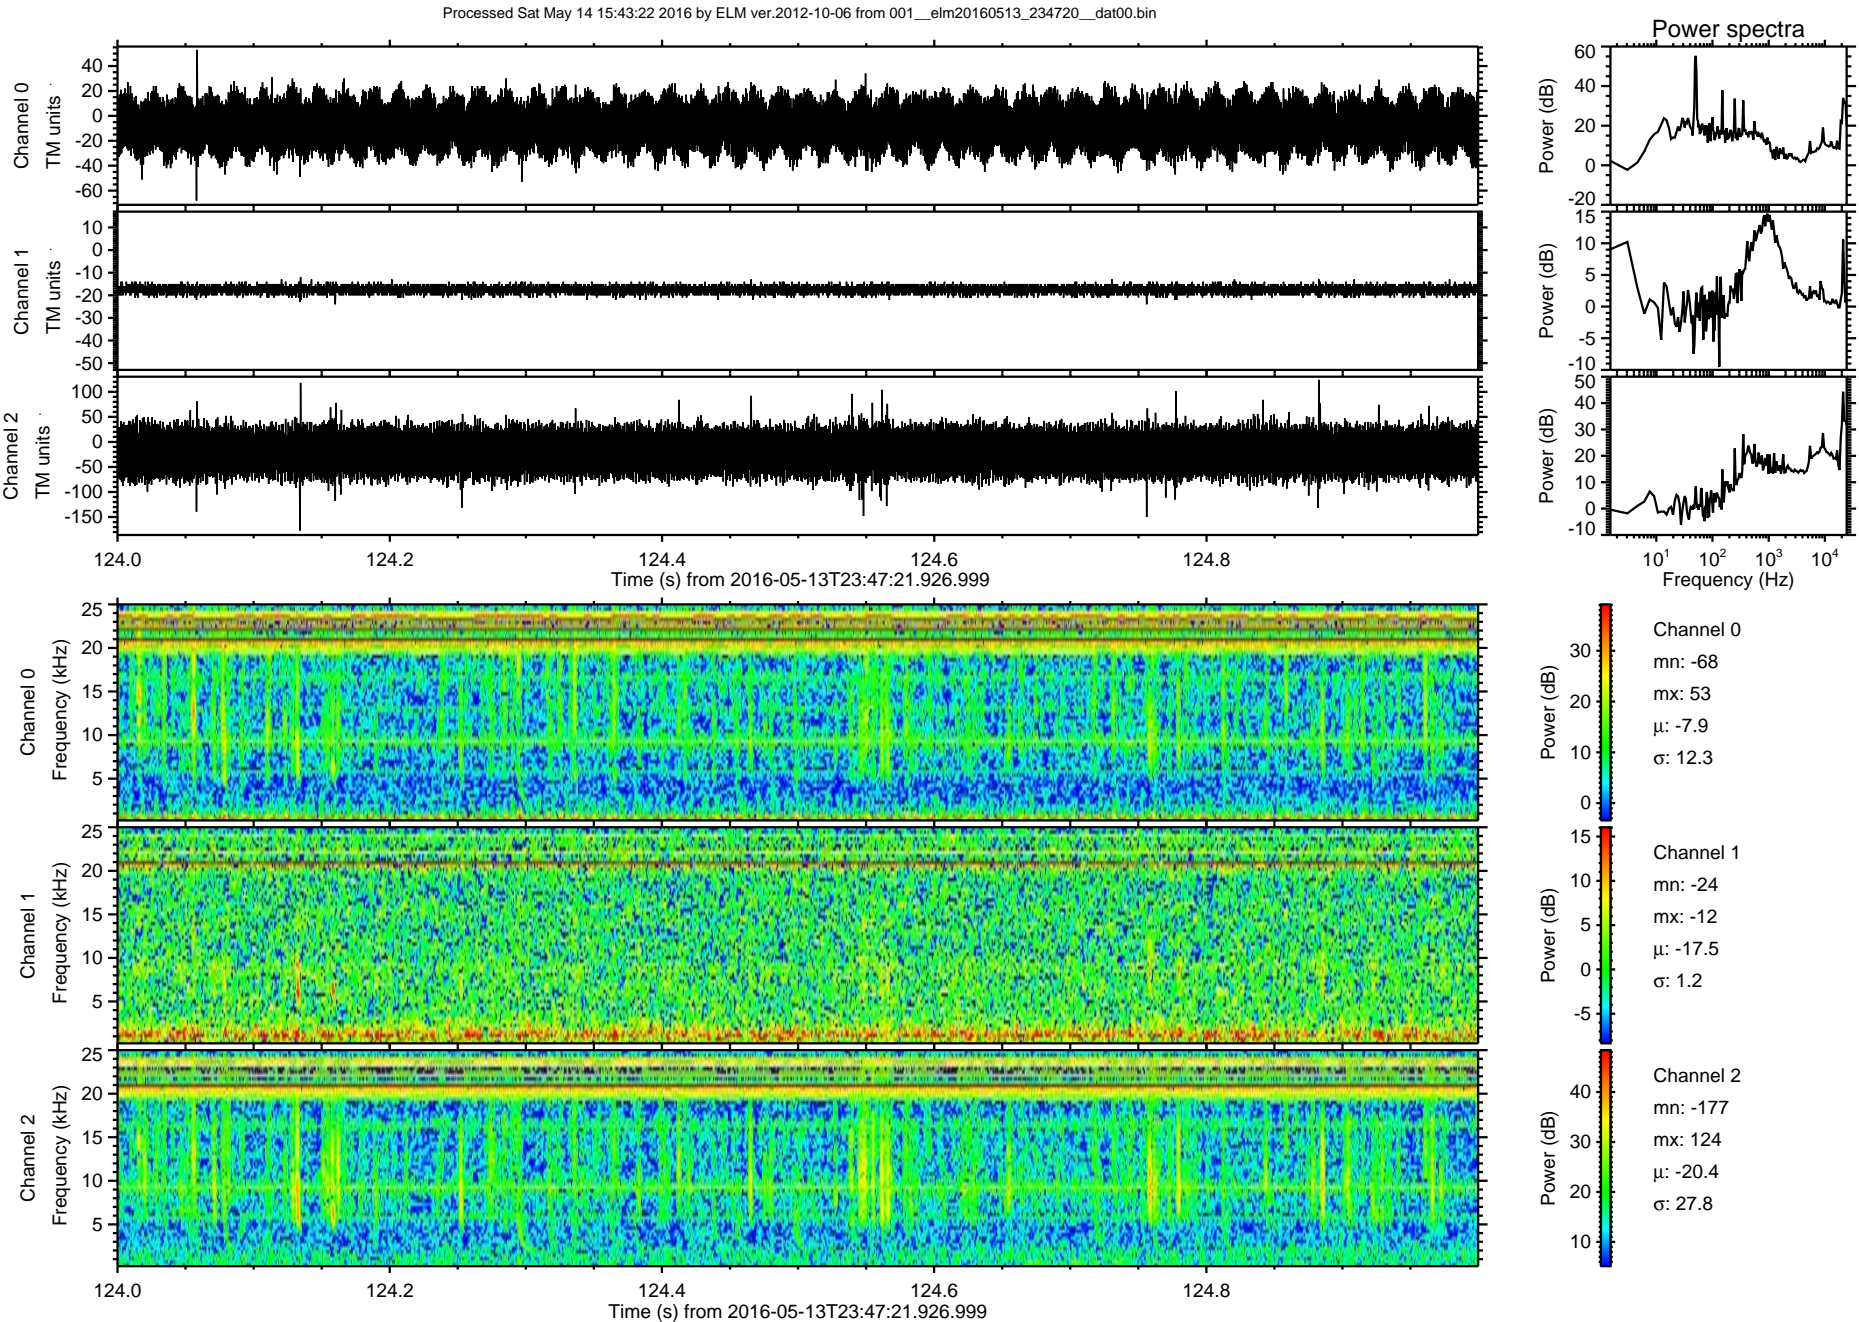 Processed Sat May 14 15:43:22 2016 by ELM ver.2012-10-06 from 001__elm20160513_234720__dat00.bin
Power spectra
Channel 0
TM units
40
20
0
-20
-40
-60
Power (dB)
60
40
20
0
-20
Channel 1
TM units
10
0
-10
-20
-30
-40
-50
Power (dB)
15
10
5
0
-5
-10
Channel 2
TM units
100
50
0
-50
-100
-150
Power (dB)
50
40
30
20
10
0
-10
124.0 124.2 124.4 124.6 124.8
Time (s) from 2016-05-13T23:47:21.926.999
10^1 10^2 10^3 10^4
Frequency (Hz)
Channel 0
Frequency (kHz)
25
20
15
10
5
Power (dB)
30
20
10
0
Channel 0
mn: -68
mx: 53
μ: -7.9
σ: 12.3
Channel 1
Frequency (kHz)
25
20
15
10
5
Power (dB)
15
10
5
0
-5
Channel 1
mn: -24
mx: -12
μ: -17.5
σ: 1.2
Channel 2
Frequency (kHz)
25
20
15
10
5
Power (dB)
40
30
20
10
Channel 2
mn: -177
mx: 124
μ: -20.4
σ: 27.8
124.0 124.2 124.4 124.6 124.8
Time (s) from 2016-05-13T23:47:21.926.999